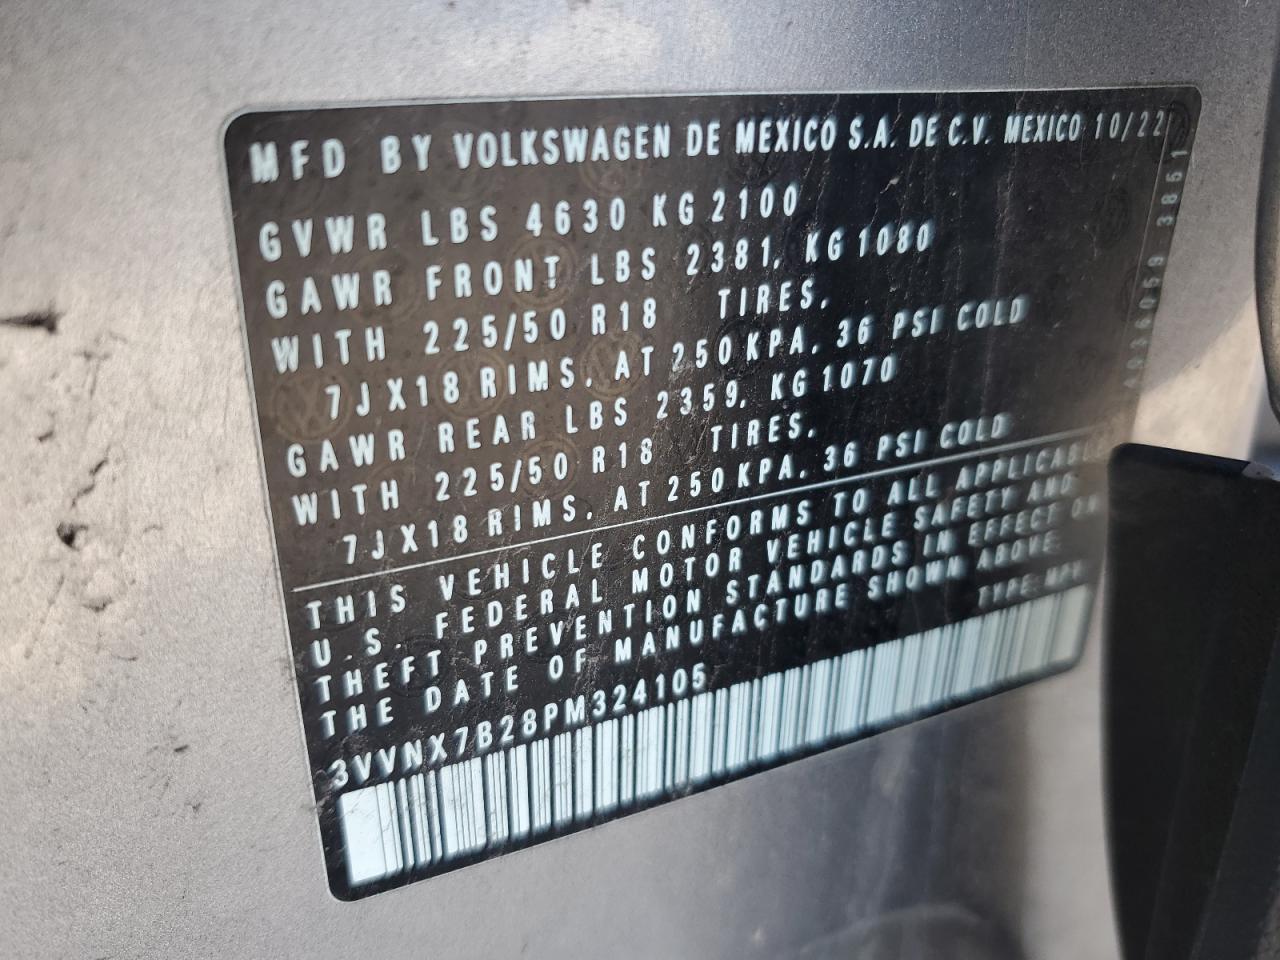 MFD BY VOLKSWAGEN DE MEXICO S.A. DE C.V. MEXICO 10/22
GVWR LBS 4630 KG 2100
GAWR FRONT LBS 2381, KG 1080
WITH 225/50 R18 TIRES,
7JX18 RIMS, AT 250 KPA, 36 PSI COLD
GAWR REAR LBS 2359, KG 1070
WITH 225/50 R18 TIRES,
7JX18 RIMS, AT 250 KPA, 36 PSI COLD
THIS VEHICLE CONFORMS TO ALL APPLICABLE
U.S. FEDERAL MOTOR VEHICLE SAFETY AND
THEFT PREVENTION STANDARDS IN EFFECT ON
THE DATE OF MANUFACTURE SHOWN ABOVE
TYPE: MPV
3VVNX7B28PM324105